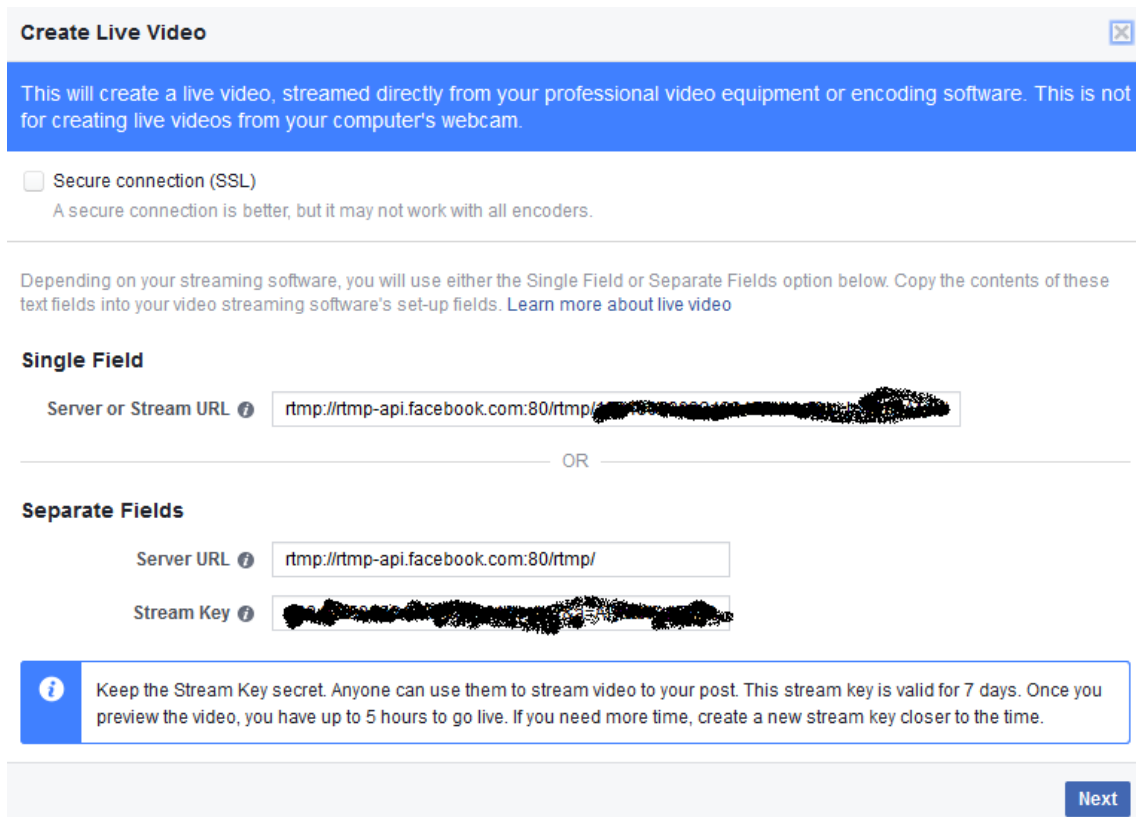 Create Live Video
This will create a live video, streamed directly from your professional video equipment or encoding software. This is not
for creating live videos from your computer's webcam.
Secure connection (SSL)
A secure connection is better, but it may not work with all encoders.
Depending on your streaming software, you will use either the Single Field or Separate Fields option below. Copy the contents of these
text fields into your video streaming software's set-up fields. Learn more about live video
Single Field
Server or Stream URL rtmp://rtmp-api.facebook.com:80/rtmp/
OR
Separate Fields
Server URL rtmp://rtmp-api.facebook.com:80/rtmp/
Stream Key
Keep the Stream Key secret. Anyone can use them to stream video to your post. This stream key is valid for 7 days. Once you
preview the video, you have up to 5 hours to go live. If you need more time, create a new stream key closer to the time.
Next